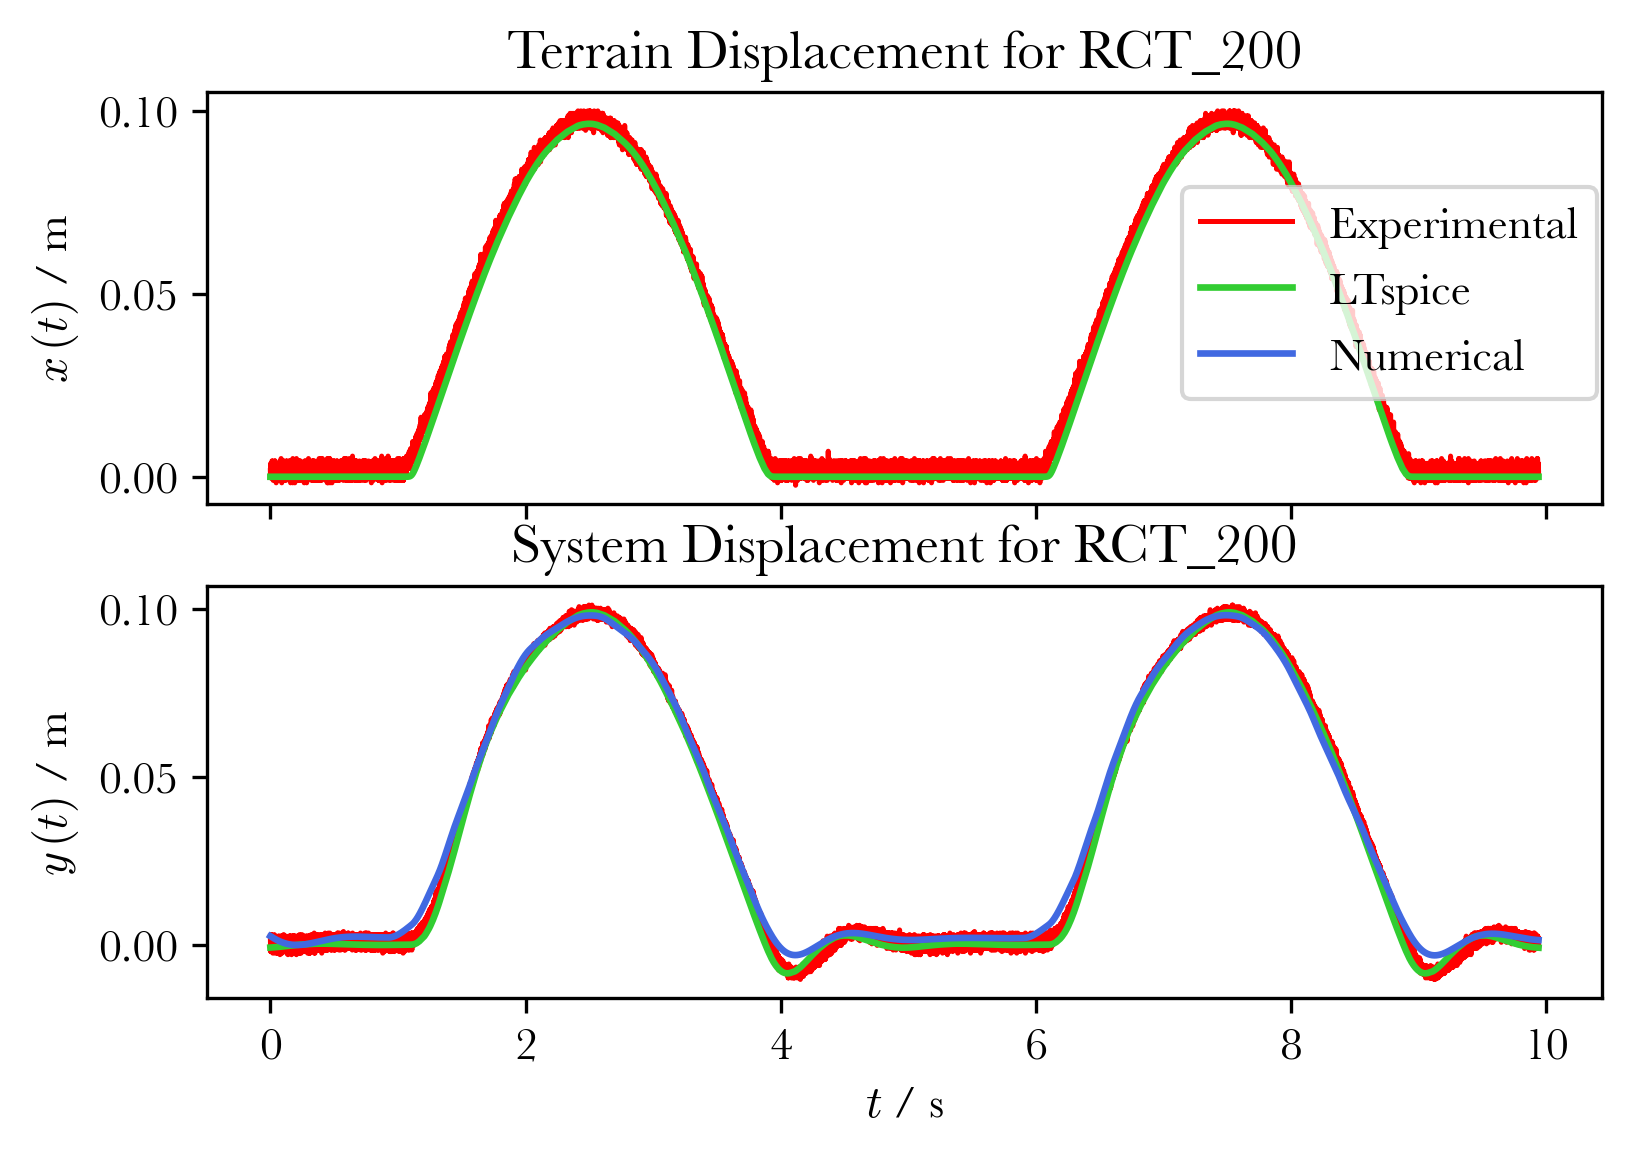 Terrain Displacement for RCT_200
0.10
0.05
0.00
x (t) / m
Experimental
LTspice
Numerical
System Displacement for RCT_200
0.10
0.05
0.00
y (t) / m
0 2 4 6 8 10
t / s